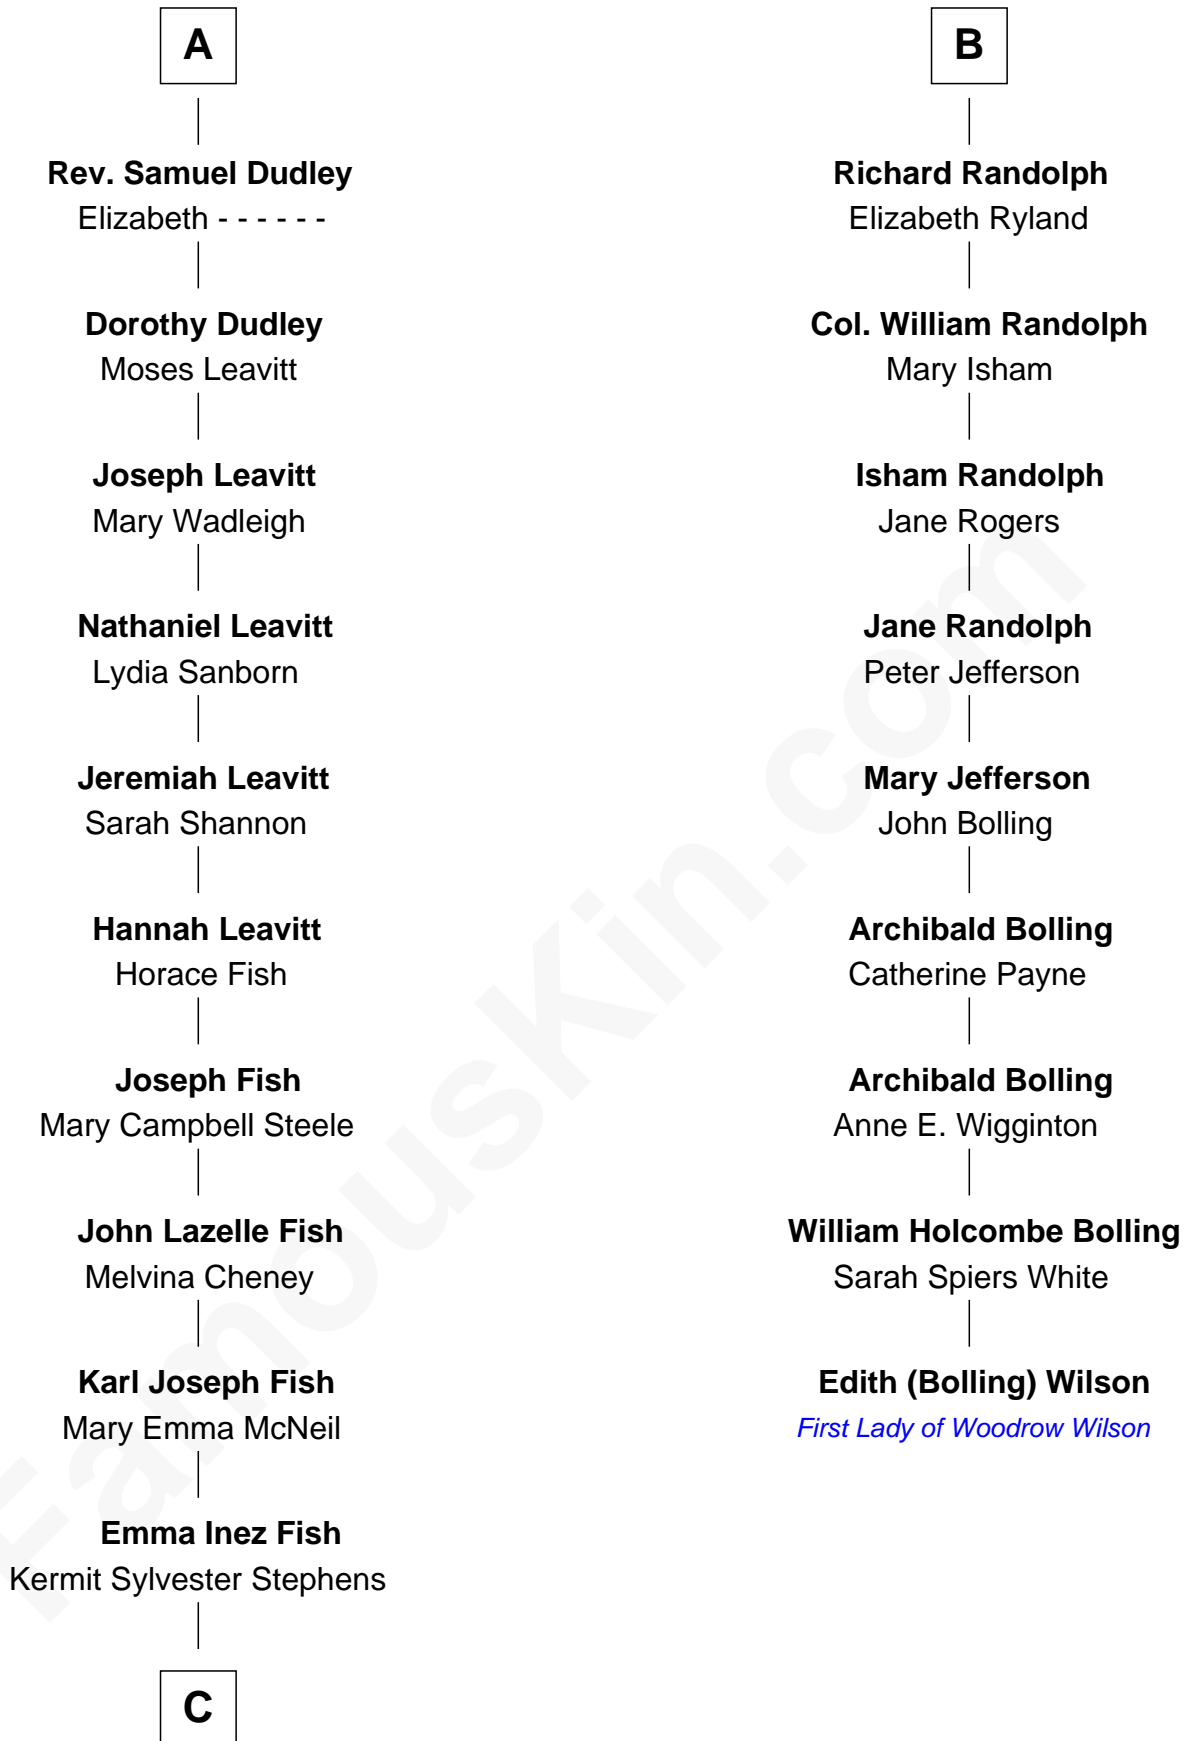 A
Rev. Samuel Dudley
Elizabeth - - - - - -
Dorothy Dudley
Moses Leavitt
Joseph Leavitt
Mary Wadleigh
Nathaniel Leavitt
Lydia Sanborn
Jeremiah Leavitt
Sarah Shannon
Hannah Leavitt
Horace Fish
Joseph Fish
Mary Campbell Steele
John Lazelle Fish
Melvina Cheney
Karl Joseph Fish
Mary Emma McNeil
Emma Inez Fish
Kermit Sylvester Stephens
C
B
Richard Randolph
Elizabeth Ryland
Col. William Randolph
Mary Isham
Isham Randolph
Jane Rogers
Jane Randolph
Peter Jefferson
Mary Jefferson
John Bolling
Archibald Bolling
Catherine Payne
Archibald Bolling
Anne E. Wigginton
William Holcombe Bolling
Sarah Spiers White
Edith (Bolling) Wilson
First Lady of Woodrow Wilson
FamousKin.com